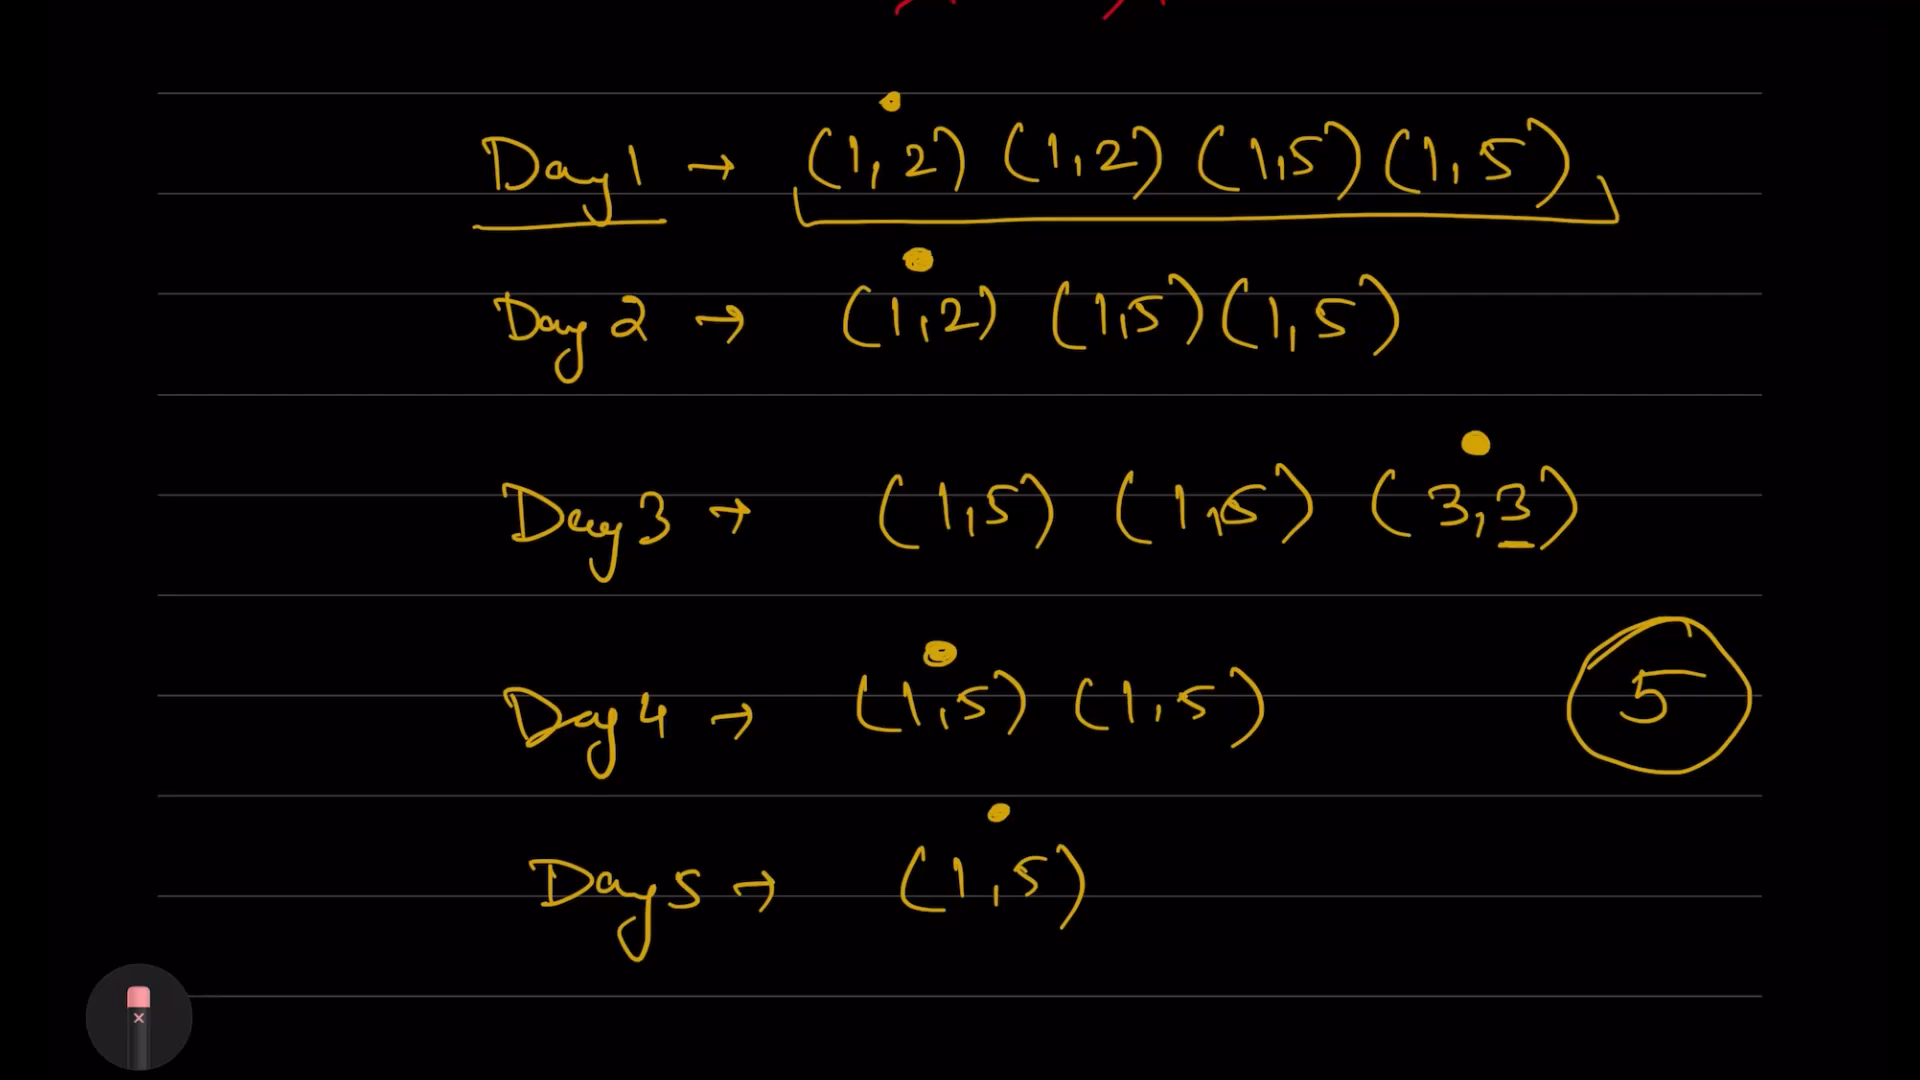 Day 1 → (1, 2) (1, 2) (1,5) (1, 5)
Day 2 → (1,2) (1,5) (1, 5)
Day 3 → (1,5) (1,5) (3, 3)
Day 4 → (1,5) (1,5)
5
Day 5 → (1,5)